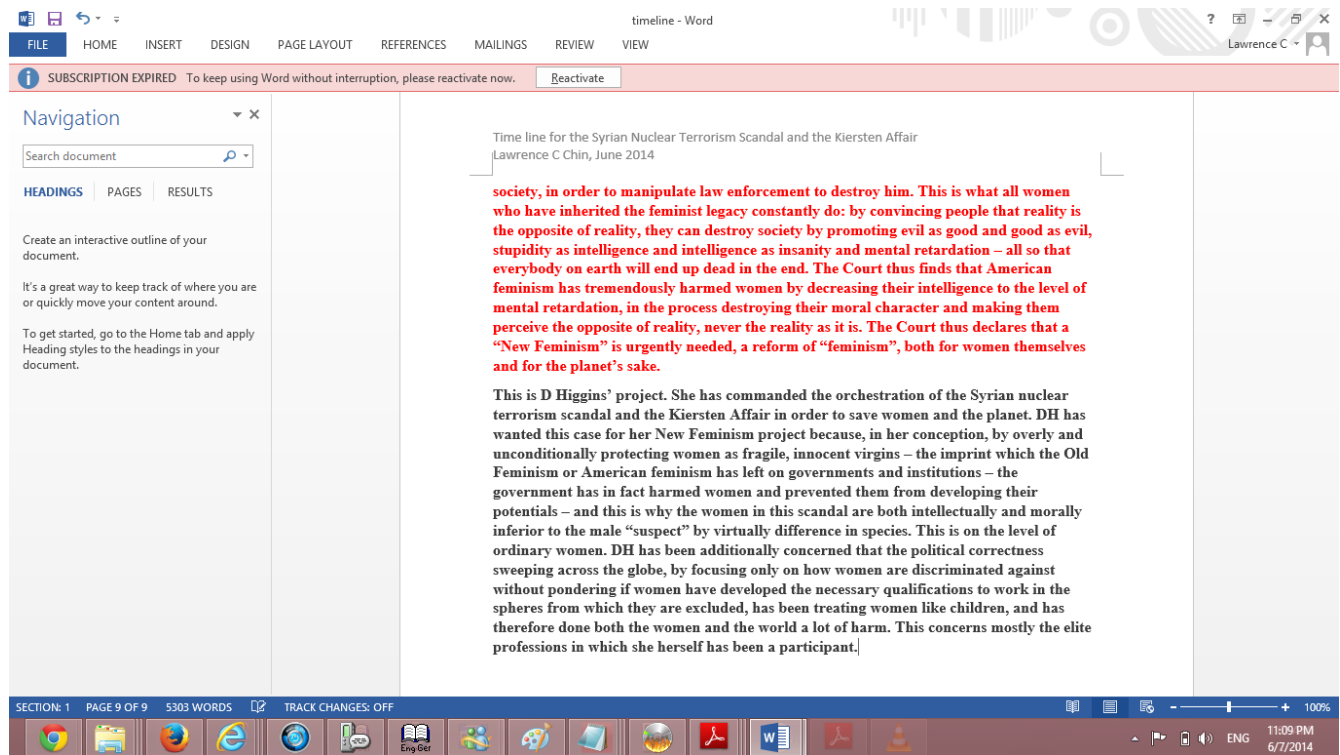 timeline - Word
FILE HOME INSERT DESIGN PAGE LAYOUT REFERENCES MAILINGS REVIEW VIEW
Lawrence C
SUBSCRIPTION EXPIRED To keep using Word without interruption, please reactivate now. Reactivate
Navigation
Search document
HEADINGS PAGES RESULTS
Create an interactive outline of your
document.
It's a great way to keep track of where you are
or quickly move your content around.
To get started, go to the Home tab and apply
Heading styles to the headings in your
document.
Time line for the Syrian Nuclear Terrorism Scandal and the Kiersten Affair
Lawrence C Chin, June 2014
society, in order to manipulate law enforcement to destroy him. This is what all women
who have inherited the feminist legacy constantly do: by convincing people that reality is
the opposite of reality, they can destroy society by promoting evil as good and good as evil,
stupidity as intelligence and intelligence as insanity and mental retardation – all so that
everybody on earth will end up dead in the end. The Court thus finds that American
feminism has tremendously harmed women by decreasing their intelligence to the level of
mental retardation, in the process destroying their moral character and making them
perceive the opposite of reality, never the reality as it is. The Court thus declares that a
“New Feminism” is urgently needed, a reform of “feminism”, both for women themselves
and for the planet’s sake.
This is D Higgins’ project. She has commanded the orchestration of the Syrian nuclear
terrorism scandal and the Kiersten Affair in order to save women and the planet. DH has
wanted this case for her New Feminism project because, in her conception, by overly and
unconditionally protecting women as fragile, innocent virgins – the imprint which the Old
Feminism or American feminism has left on governments and institutions – the
government has in fact harmed women and prevented them from developing their
potentials – and this is why the women in this scandal are both intellectually and morally
inferior to the male “suspect” by virtually difference in species. This is on the level of
ordinary women. DH has been additionally concerned that the political correctness
sweeping across the globe, by focusing only on how women are discriminated against
without pondering if women have developed the necessary qualifications to work in the
spheres from which they are excluded, has been treating women like children, and has
therefore done both the women and the world a lot of harm. This concerns mostly the elite
professions in which she herself has been a participant.
SECTION: 1 PAGE 9 OF 9 5303 WORDS TRACK CHANGES: OFF 100%
Eng Ger
ENG
11:09 PM
6/7/2014